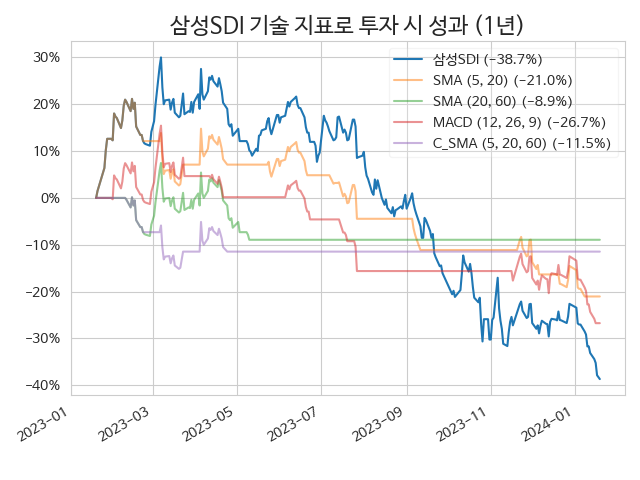 삼성SDI 기술 지표로 투자 시 성과 (1년)
삼성SDI (−38.7%)
SMA (5, 20) (−21.0%)
SMA (20, 60) (−8.9%)
MACD (12, 26, 9) (−26.7%)
C_SMA (5, 20, 60) (−11.5%)
30%
20%
10%
0%
−10%
−20%
−30%
−40%
2023−01
2023−03
2023−05
2023−07
2023−09
2023−11
2024−01